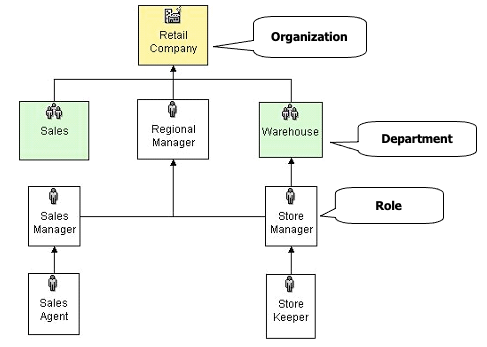 Retail
Company
Organization
Sales
Regional
Manager
Warehouse
Department
Sales
Manager
Store
Manager
Role
Sales
Agent
Store
Keeper